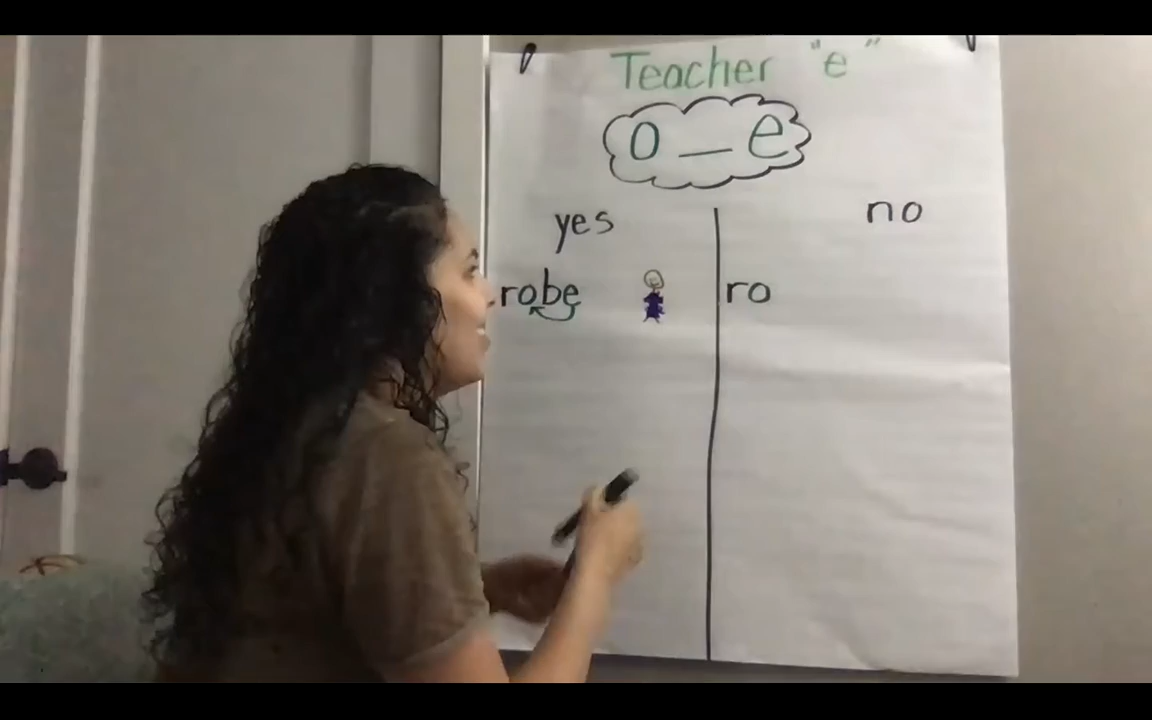 Teacher "e"
o _ e
yes no
robe ro